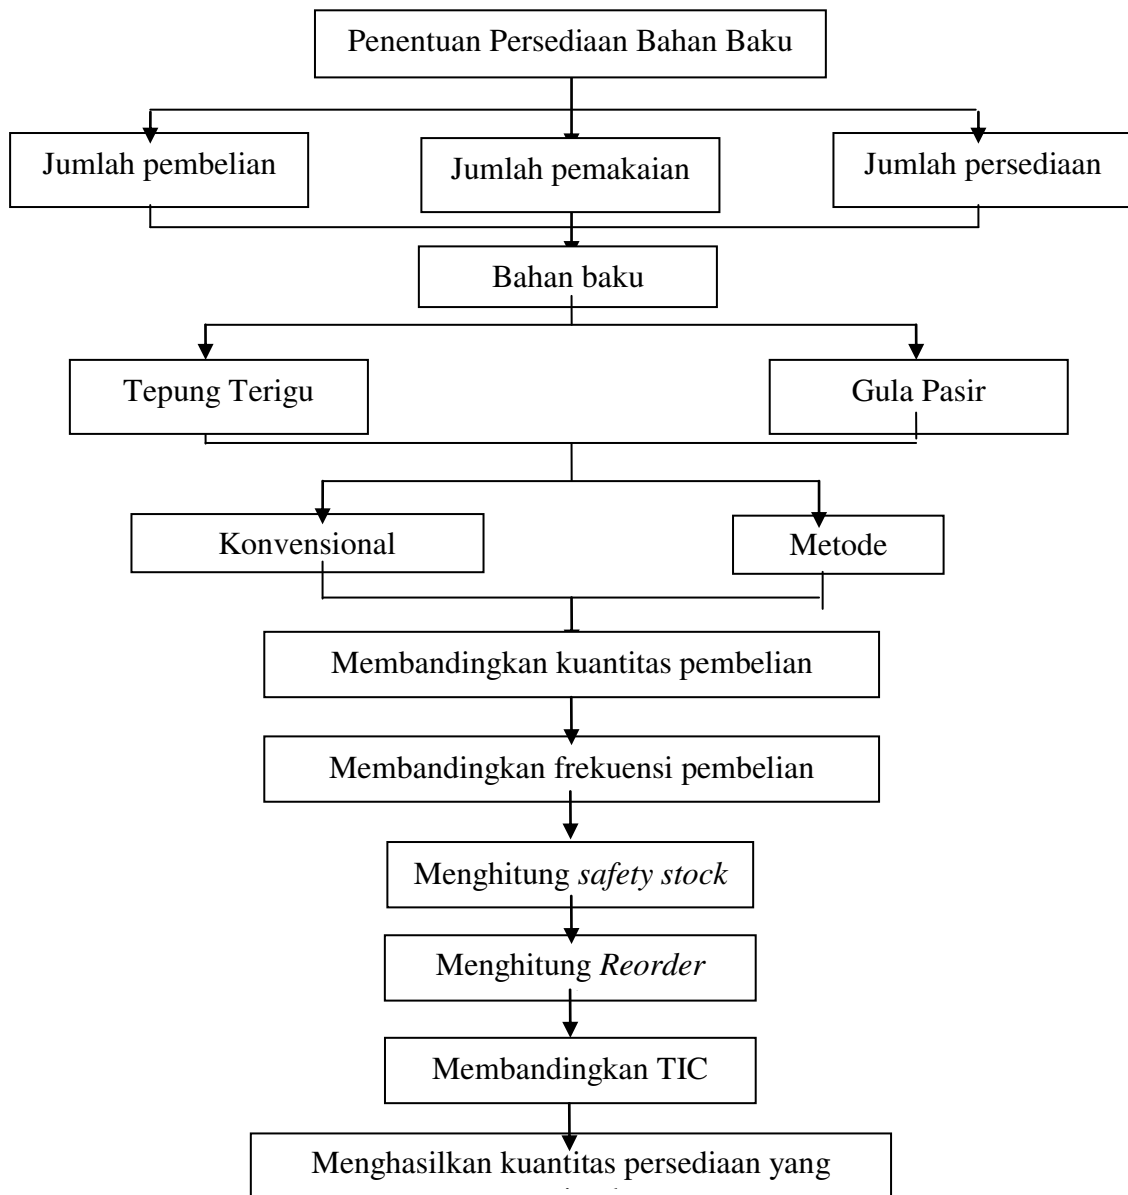 Penentuan Persediaan Bahan Baku
Jumlah pembelian
Jumlah pemakaian
Jumlah persediaan
Bahan baku
Tepung Terigu
Gula Pasir
Konvensional
Metode
Membandingkan kuantitas pembelian
Membandingkan frekuensi pembelian
Menghitung safety stock
Menghitung Reorder
Membandingkan TIC
Menghasilkan kuantitas persediaan yang